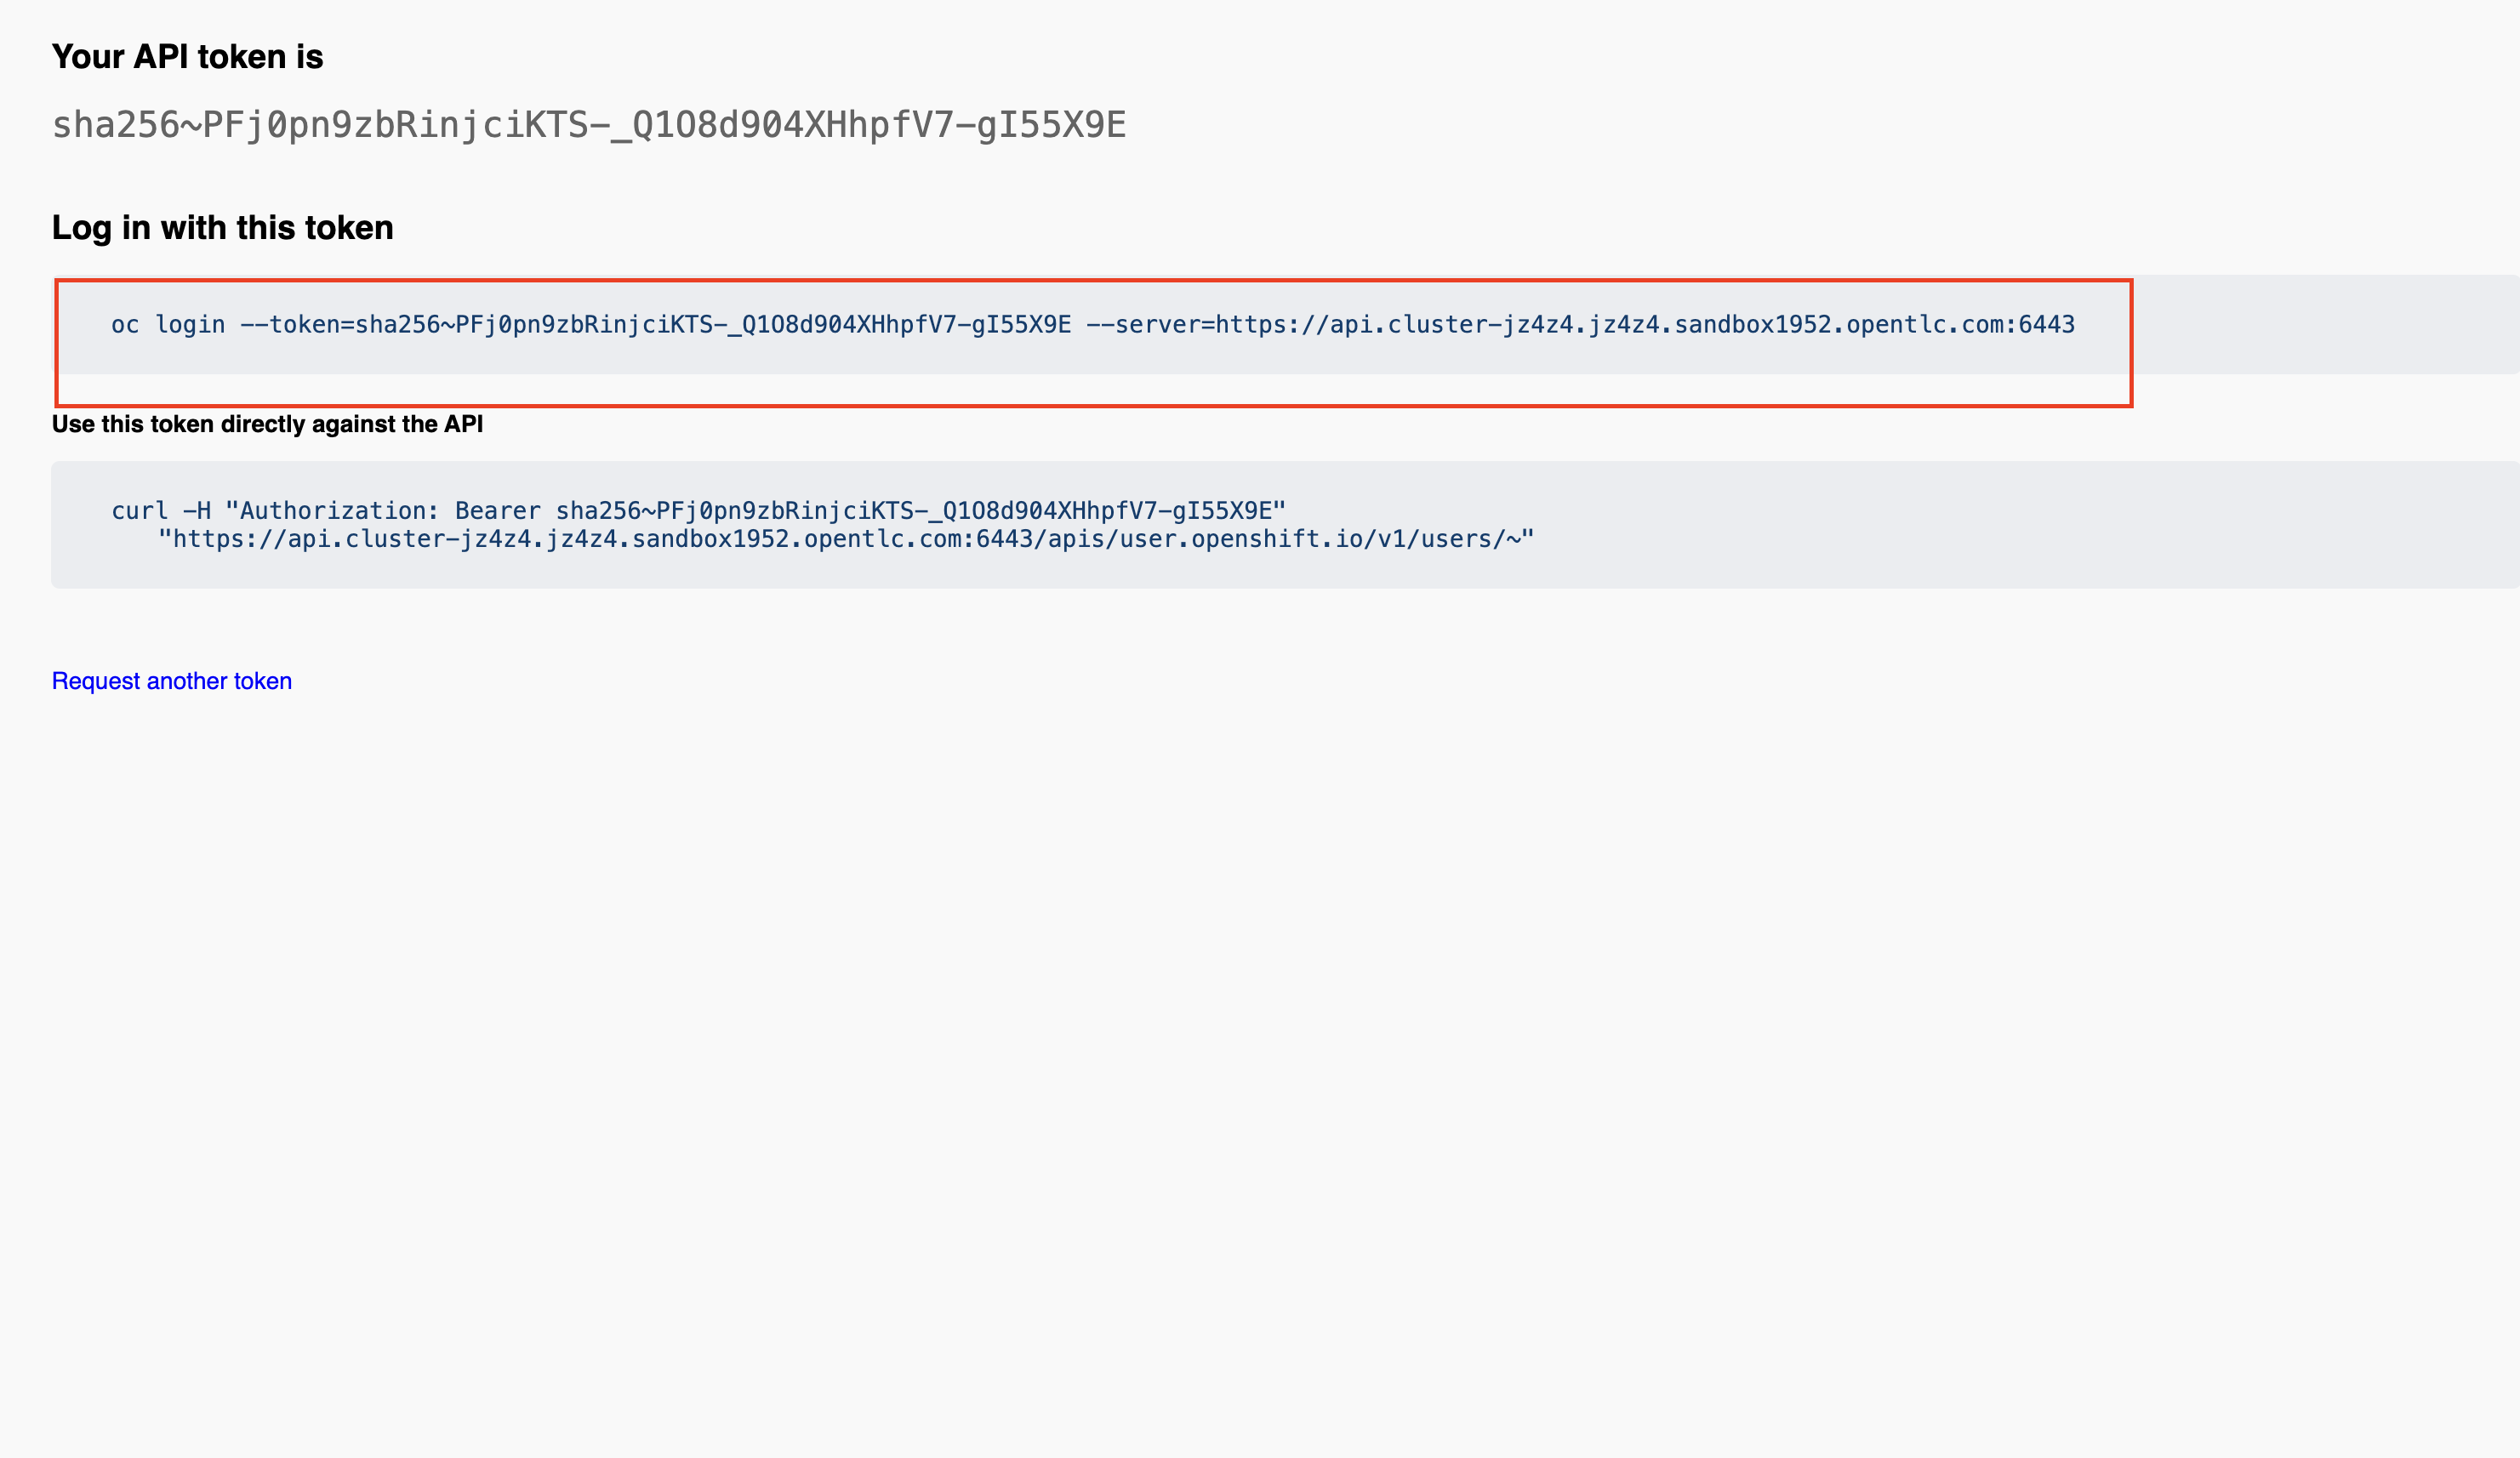 Your API token is
sha256~PFj0pn9zbRinjciKTS-_Q1O8d904XHhpfV7-gI55X9E
Log in with this token
oc login --token=sha256~PFj0pn9zbRinjciKTS-_Q1O8d904XHhpfV7-gI55X9E --server=https://api.cluster-jz4z4.jz4z4.sandbox1952.opentlc.com:6443
Use this token directly against the API
curl -H "Authorization: Bearer sha256~PFj0pn9zbRinjciKTS-_Q1O8d904XHhpfV7-gI55X9E"
"https://api.cluster-jz4z4.jz4z4.sandbox1952.opentlc.com:6443/apis/user.openshift.io/v1/users/~"
Request another token